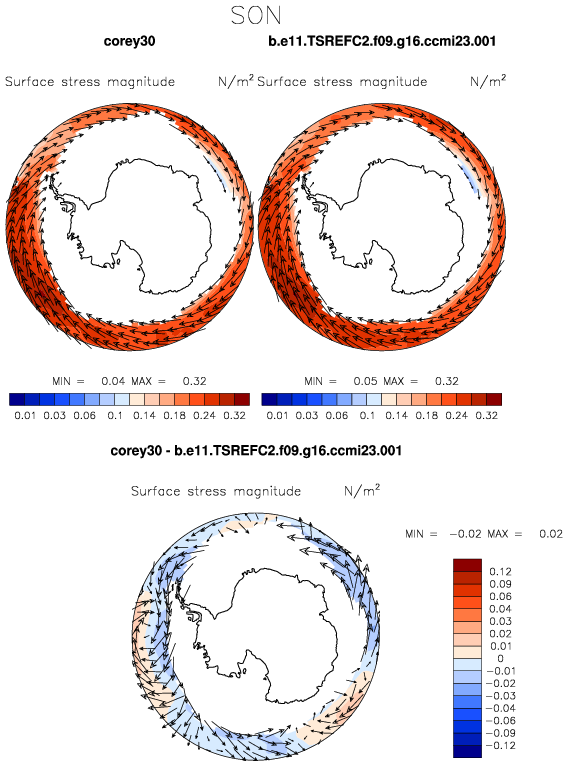 SON
corey30 b.e11.TSREFC2.f09.g16.ccmi23.001
Surface stress magnitude N/m² Surface stress magnitude N/m²
MIN = 0.04 MAX = 0.32 MIN = 0.05 MAX = 0.32
0.01 0.03 0.06 0.1 0.14 0.18 0.24 0.32 0.01 0.03 0.06 0.1 0.14 0.18 0.24 0.32
corey30 - b.e11.TSREFC2.f09.g16.ccmi23.001
Surface stress magnitude N/m²
MIN = -0.02 MAX = 0.02
0.12
0.09
0.06
0.04
0.03
0.02
0.01
0
-0.01
-0.02
-0.03
-0.04
-0.06
-0.09
-0.12